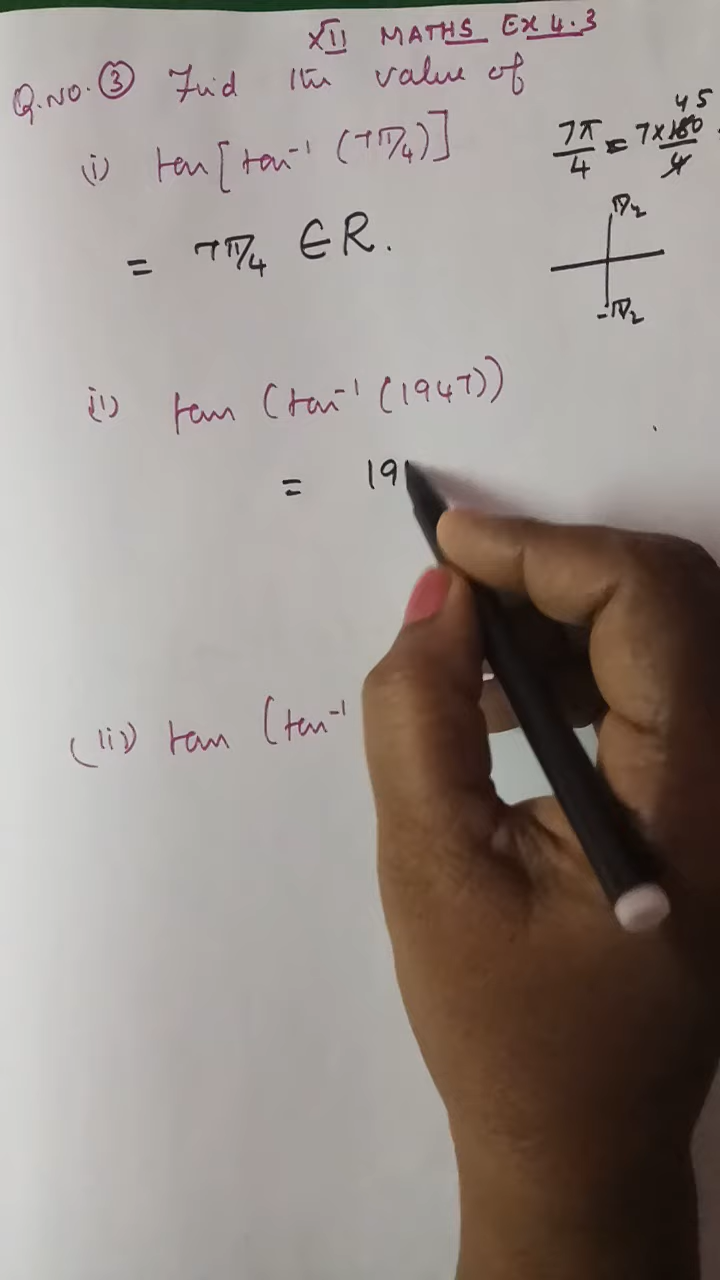 XII MATHS EX 4.3
Q.NO. ③ Find the value of
(i) tan[tan⁻¹ (7π/4)]
7π/4 = 7×180/4
45
= 7π/4 ∈ R.
π/2
-π/2
(ii) tan (tan⁻¹ (1947))
= 19
(iii) tan (tan⁻¹